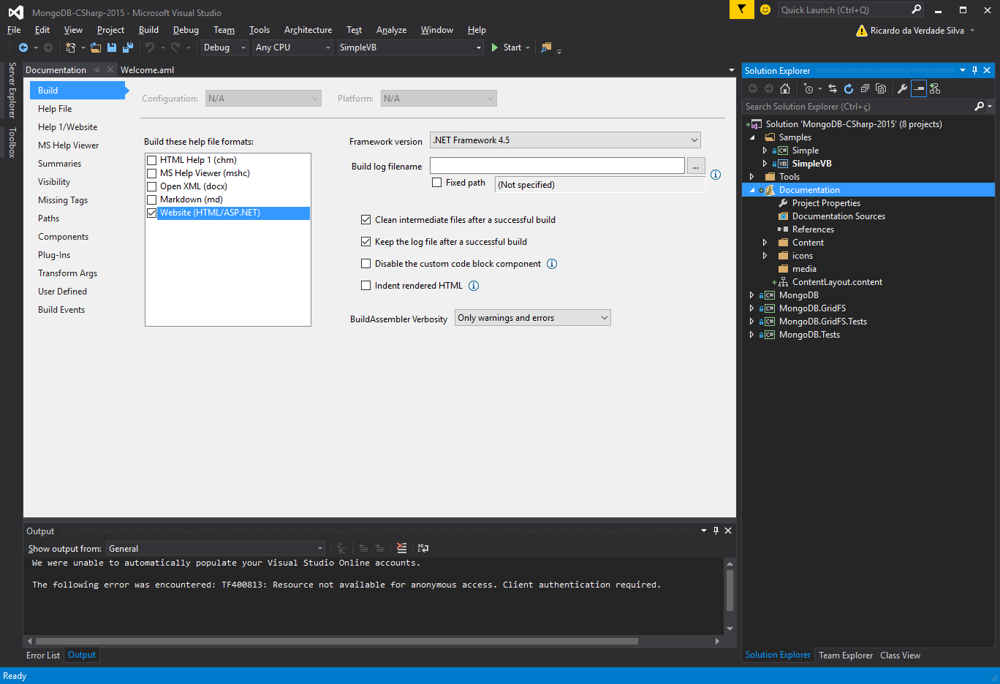 MongoDB-CSharp-2015 - Microsoft Visual Studio
Quick Launch (Ctrl+Q)
File Edit View Project Build Debug Team Tools Architecture Test Analyze Window Help
Ricardo da Verdade Silva
Debug Any CPU SimpleVB Start
Server Explorer
Toolbox
Documentation Welcome.aml
Build
Help File
Help 1/Website
MS Help Viewer
Summaries
Visibility
Missing Tags
Paths
Components
Plug-Ins
Transform Args
User Defined
Build Events
Configuration: N/A Platform: N/A
Build these help file formats:
HTML Help 1 (chm)
MS Help Viewer (mshc)
Open XML (docx)
Markdown (md)
Website (HTML/ASP.NET)
Framework version .NET Framework 4.5
Build log filename ...
Fixed path (Not specified)
Clean intermediate files after a successful build
Keep the log file after a successful build
Disable the custom code block component
Indent rendered HTML
BuildAssembler Verbosity Only warnings and errors
Solution Explorer
Search Solution Explorer (Ctrl+ç)
Solution 'MongoDB-CSharp-2015' (8 projects)
Samples
C# Simple
VB SimpleVB
Tools
Documentation
Project Properties
Documentation Sources
References
Content
icons
media
ContentLayout.content
C# MongoDB
C# MongoDB.GridFS
C# MongoDB.GridFS.Tests
C# MongoDB.Tests
Output
Show output from: General
We were unable to automatically populate your Visual Studio Online accounts.
The following error was encountered: TF400813: Resource not available for anonymous access. Client authentication required.
Error List Output
Solution Explorer Team Explorer Class View
Ready